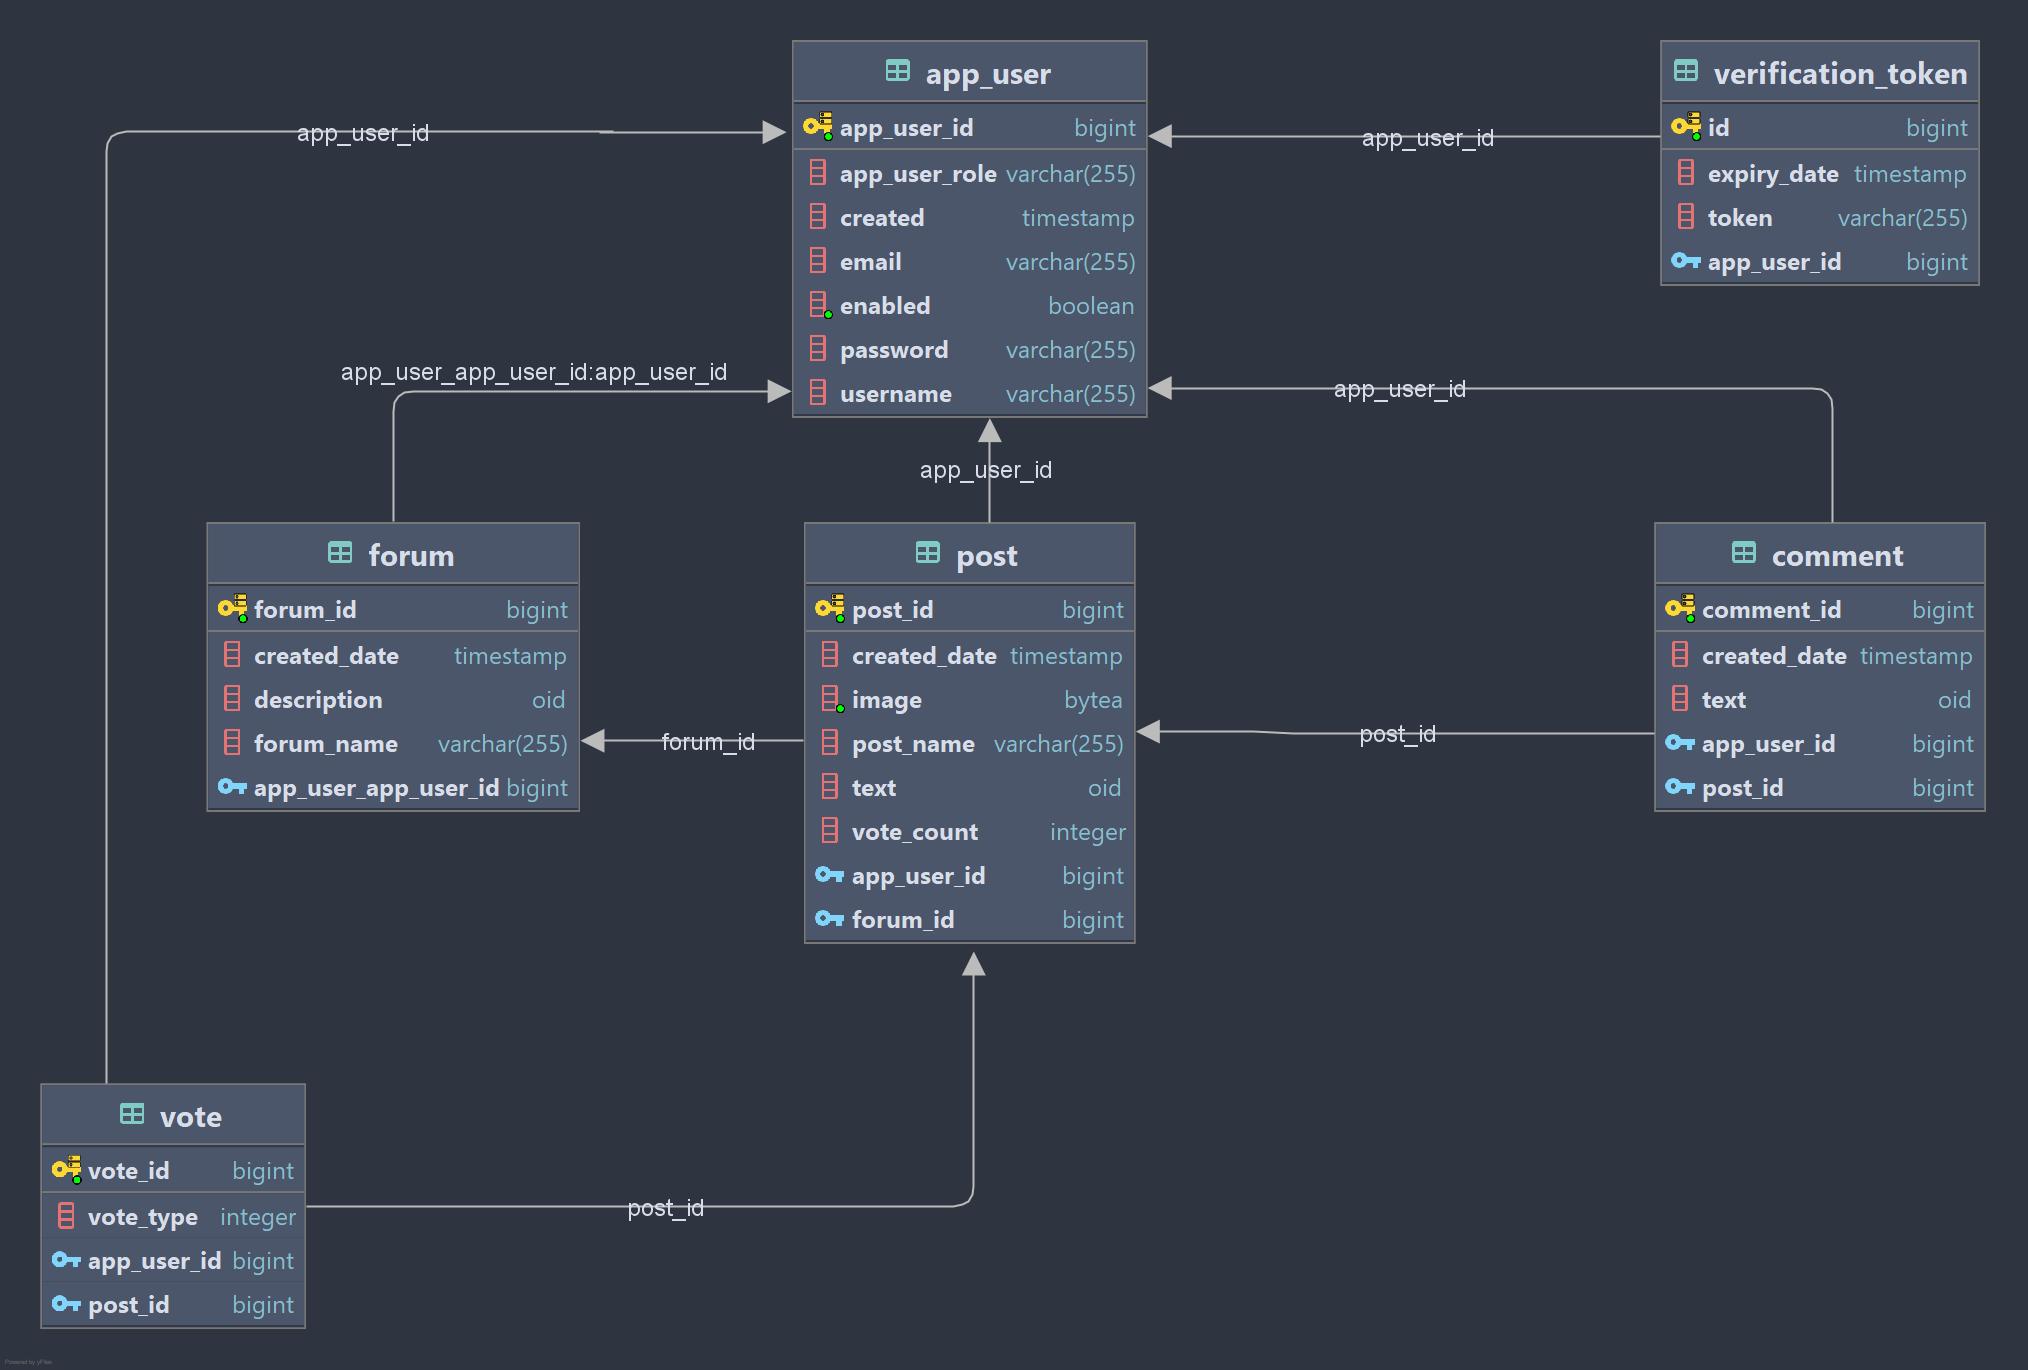 app_user
app_user_id bigint
app_user_role varchar(255)
created timestamp
email varchar(255)
enabled boolean
password varchar(255)
username varchar(255)
verification_token
id bigint
expiry_date timestamp
token varchar(255)
app_user_id bigint
app_user_id
app_user_id
app_user_app_user_id:app_user_id
app_user_id
app_user_id
forum
forum_id bigint
created_date timestamp
description oid
forum_name varchar(255)
app_user_app_user_id bigint
forum_id
post
post_id bigint
created_date timestamp
image bytea
post_name varchar(255)
text oid
vote_count integer
app_user_id bigint
forum_id bigint
post_id
comment
comment_id bigint
created_date timestamp
text oid
app_user_id bigint
post_id bigint
vote
vote_id bigint
vote_type integer
app_user_id bigint
post_id bigint
post_id
Powered by yFiles